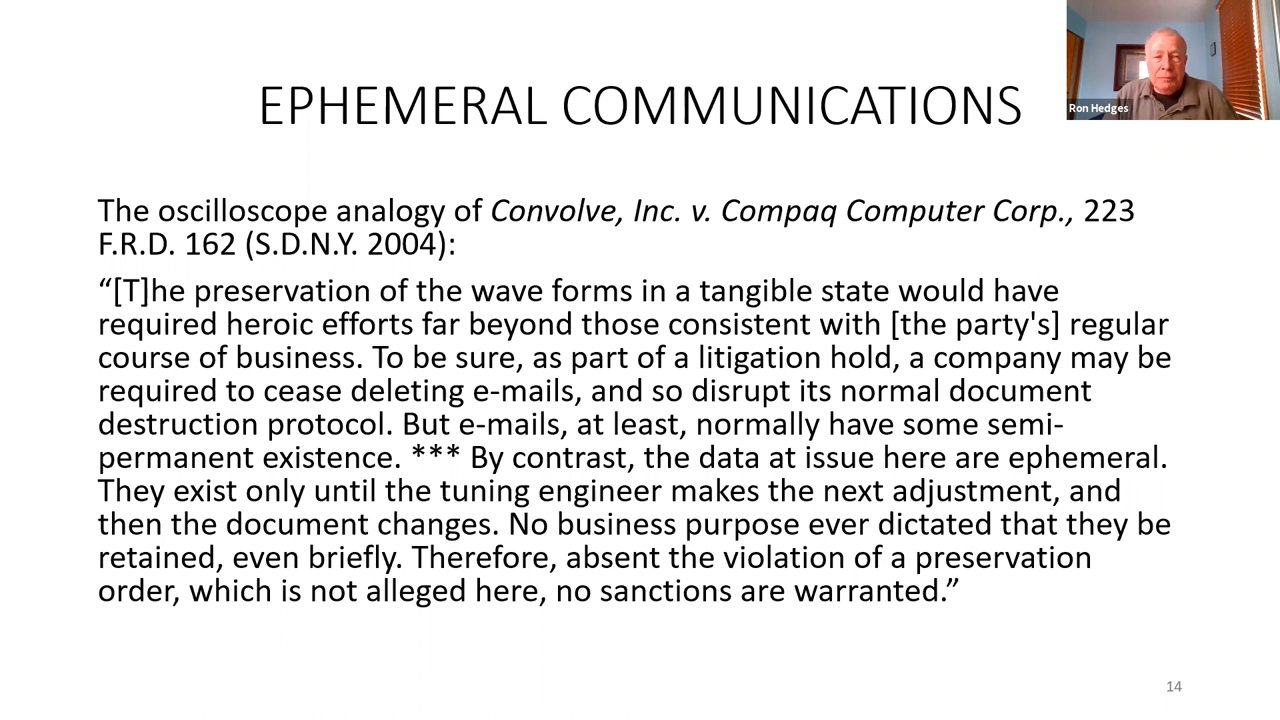 EPHEMERAL COMMUNICATIONS
Ron Hedges
The oscilloscope analogy of Convolve, Inc. v. Compaq Computer Corp., 223
F.R.D. 162 (S.D.N.Y. 2004):
“[T]he preservation of the wave forms in a tangible state would have
required heroic efforts far beyond those consistent with [the party's] regular
course of business. To be sure, as part of a litigation hold, a company may be
required to cease deleting e-mails, and so disrupt its normal document
destruction protocol. But e-mails, at least, normally have some semi-
permanent existence. *** By contrast, the data at issue here are ephemeral.
They exist only until the tuning engineer makes the next adjustment, and
then the document changes. No business purpose ever dictated that they be
retained, even briefly. Therefore, absent the violation of a preservation
order, which is not alleged here, no sanctions are warranted.”
14